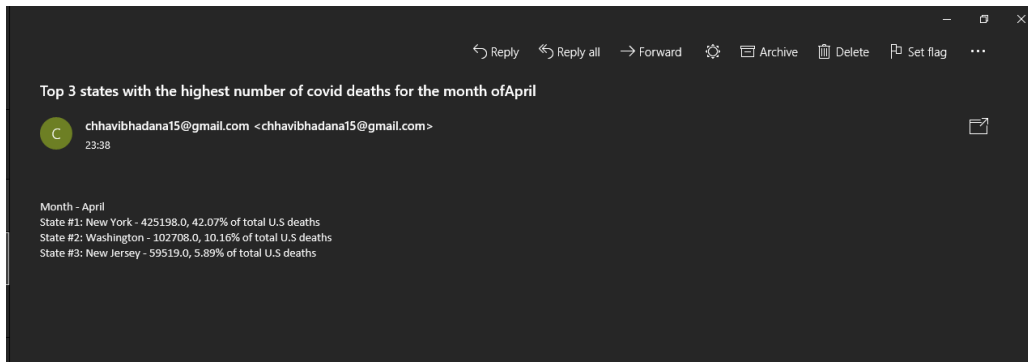 Reply
Reply all
Forward
Archive
Delete
Set flag
Top 3 states with the highest number of covid deaths for the month ofApril
C
chhavibhadana15@gmail.com <chhavibhadana15@gmail.com>
23:38
Month - April
State #1: New York - 425198.0, 42.07% of total U.S deaths
State #2: Washington - 102708.0, 10.16% of total U.S deaths
State #3: New Jersey - 59519.0, 5.89% of total U.S deaths